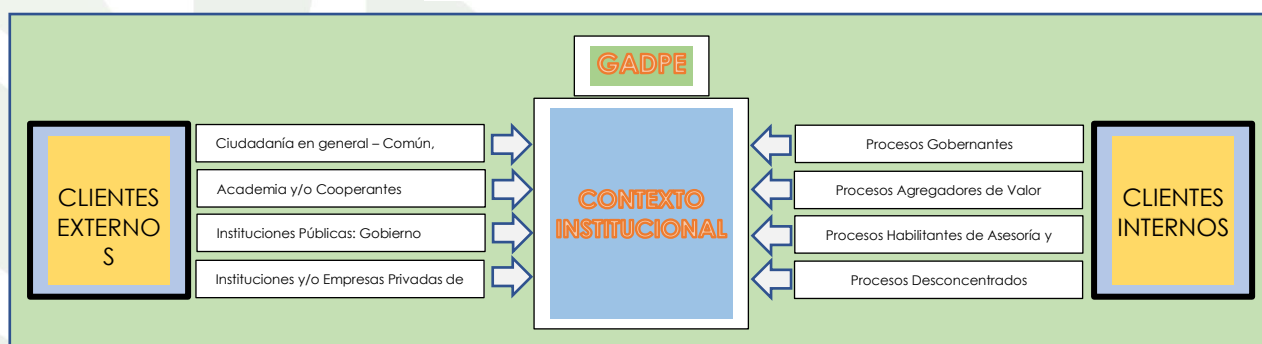 GADPE
CLIENTES
EXTERNO
S
Ciudadanía en general – Común,
Academia y/o Cooperantes
Instituciones Públicas: Gobierno
Instituciones y/o Empresas Privadas de
CONTEXTO
INSTITUCIONAL
Procesos Gobernantes
Procesos Agregadores de Valor
Procesos Habilitantes de Asesoría y
Procesos Desconcentrados
CLIENTES
INTERNOS